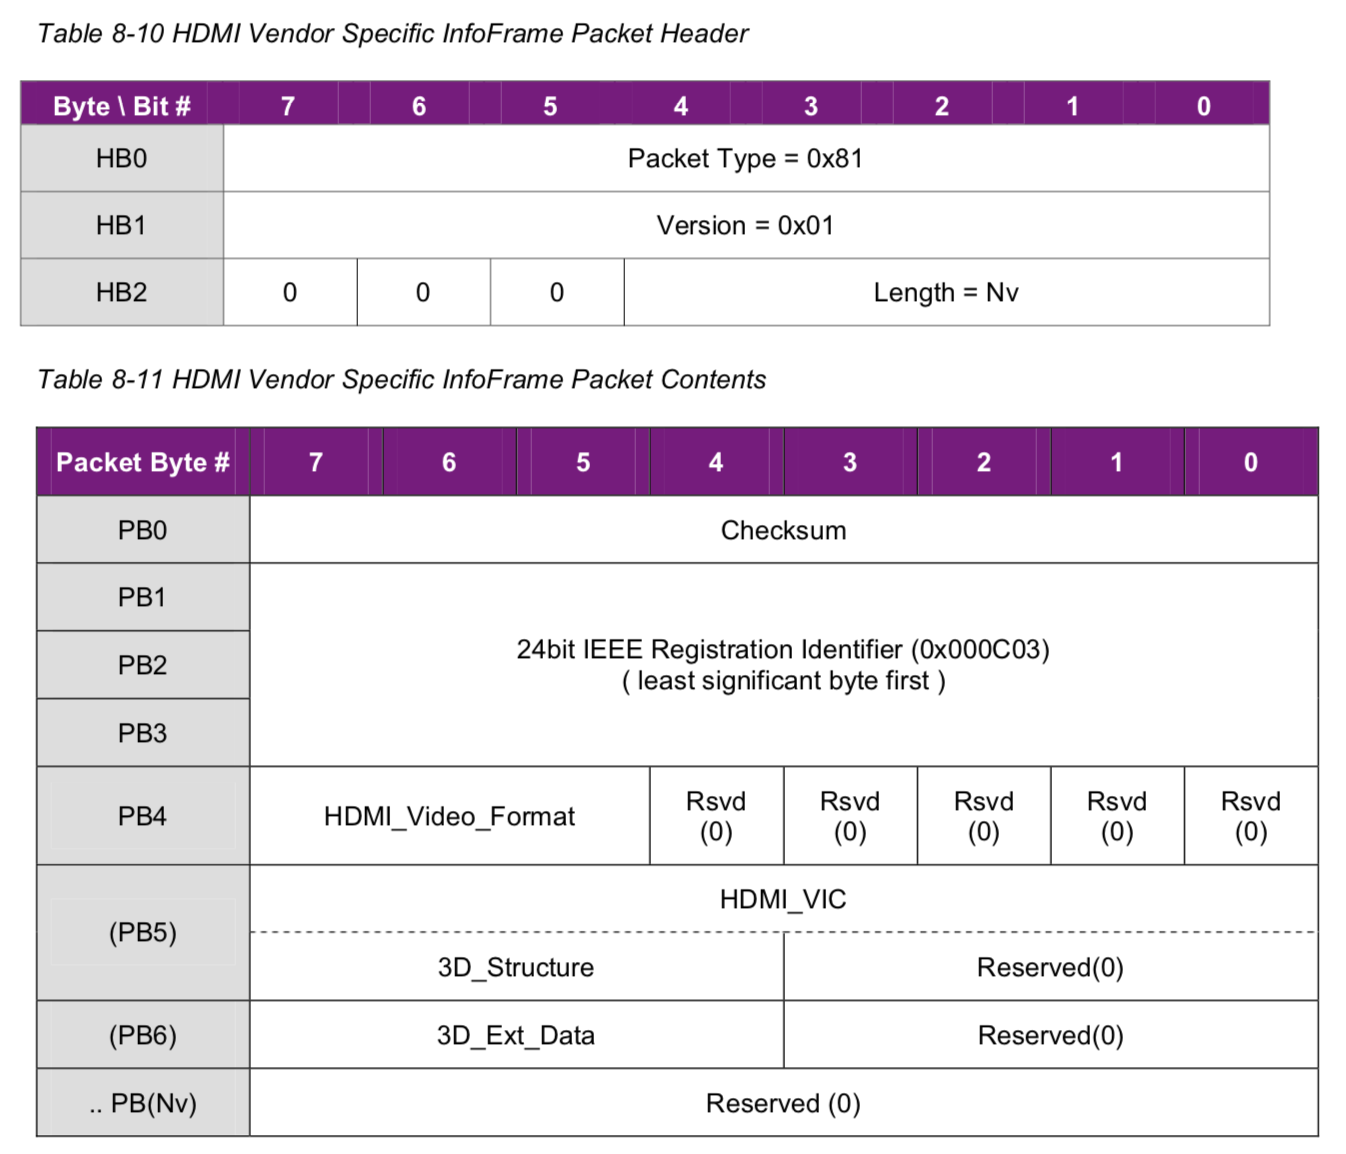 Table 8-10 HDMI Vendor Specific InfoFrame Packet Header
Byte \ Bit # 7 6 5 4 3 2 1 0
HB0 Packet Type = 0x81
HB1 Version = 0x01
HB2 0 0 0 Length = Nv
Table 8-11 HDMI Vendor Specific InfoFrame Packet Contents
Packet Byte # 7 6 5 4 3 2 1 0
PB0 Checksum
PB1
PB2
PB3
24bit IEEE Registration Identifier (0x000C03)
( least significant byte first )
PB4 HDMI_Video_Format Rsvd Rsvd Rsvd Rsvd Rsvd
(0) (0) (0) (0) (0)
(PB5) HDMI_VIC
3D_Structure Reserved(0)
(PB6) 3D_Ext_Data Reserved(0)
.. PB(Nv) Reserved (0)